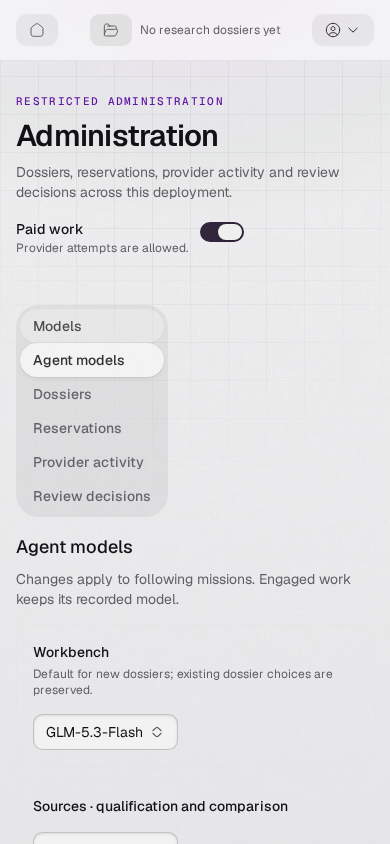 No research dossiers yet
RESTRICTED ADMINISTRATION
Administration
Dossiers, reservations, provider activity and review
decisions across this deployment.
Paid work
Provider attempts are allowed.
Models
Agent models
Dossiers
Reservations
Provider activity
Review decisions
Agent models
Changes apply to following missions. Engaged work
keeps its recorded model.
Workbench
Default for new dossiers; existing dossier choices are
preserved.
GLM-5.3-Flash
Sources · qualification and comparison